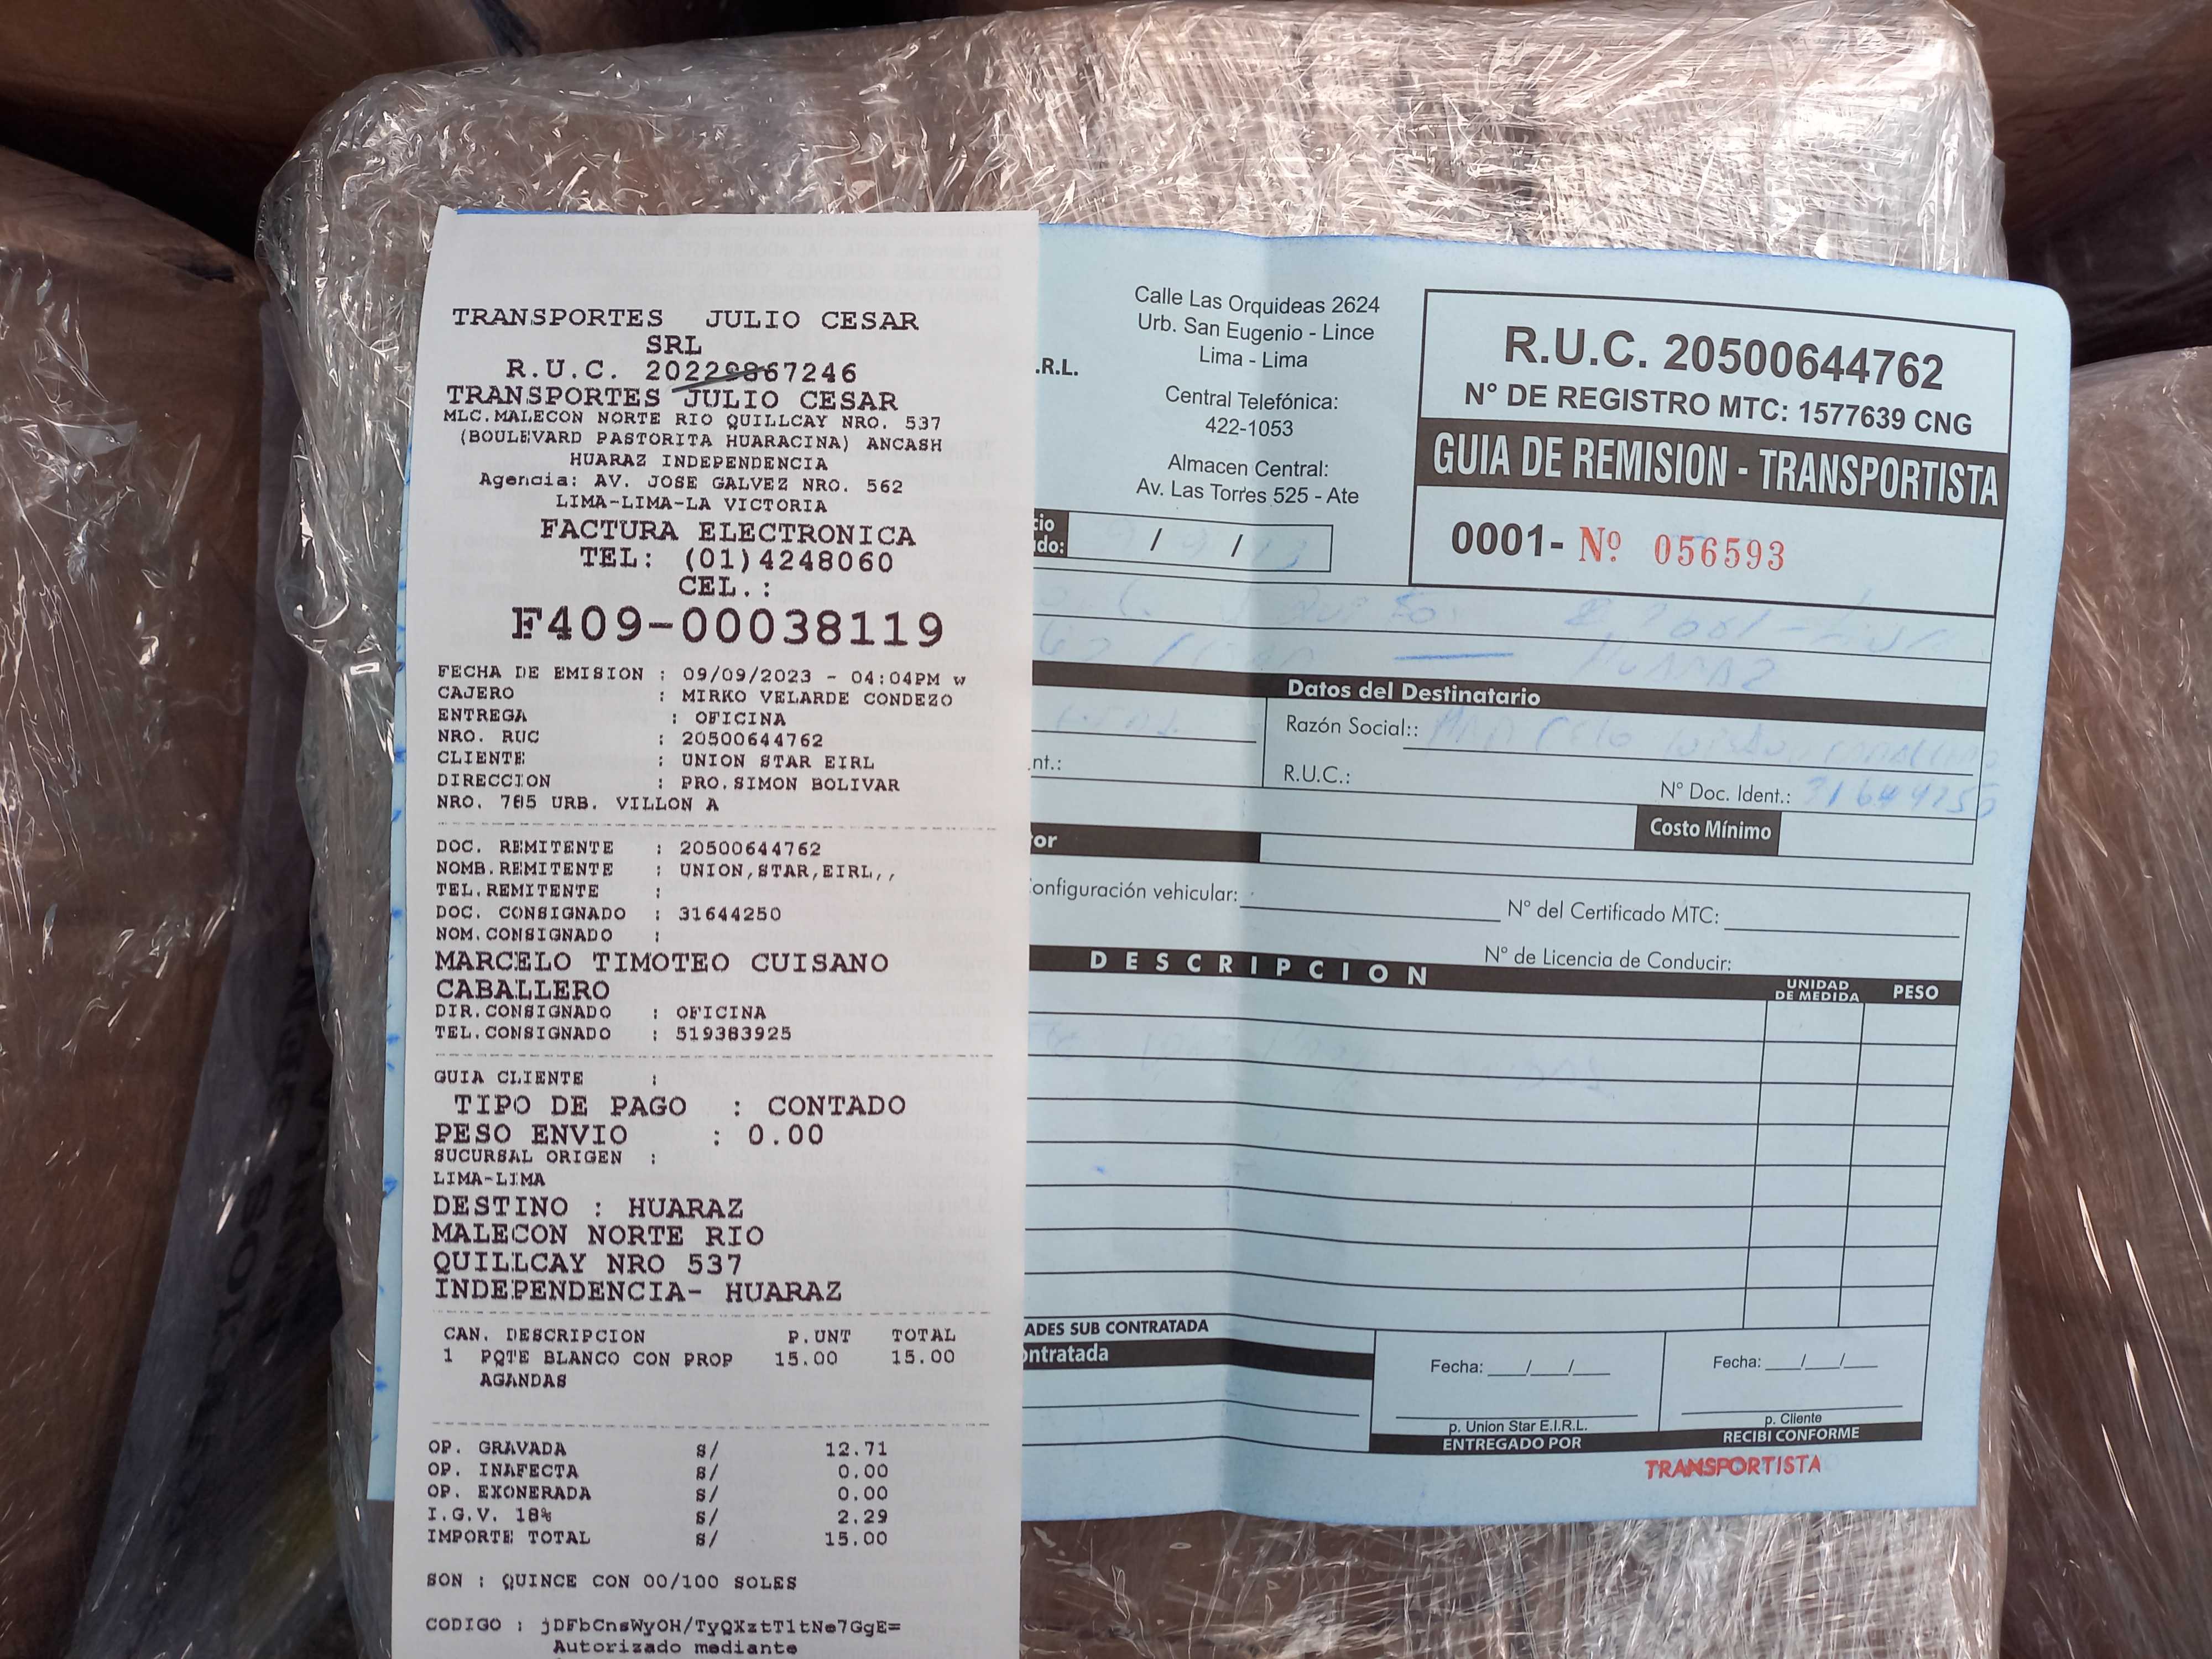 TRANSPORTES JULIO CESAR
SRL
R.U.C. 20229867246
TRANSPORTES JULIO CESAR
MLC.MALECON NORTE RIO QUILLCAY NRO. 537
(BOULEVARD PASTORITA HUARACINA) ANCASH
HUARAZ INDEPENDENCIA
Agencia: AV. JOSE GALVEZ NRO. 562
LIMA-LIMA-LA VICTORIA
FACTURA ELECTRONICA
TEL: (01)4248060
CEL.:
F409-00038119
FECHA DE EMISION : 09/09/2023 - 04:04PM w
CAJERO : MIRKO VELARDE CONDEZO
ENTREGA : OFICINA
NRO. RUC : 20500644762
CLIENTE : UNION STAR EIRL
DIRECCION : PRO.SIMON BOLIVAR
NRO. 765 URB. VILLON A
DOC. REMITENTE : 20500644762
NOMB.REMITENTE : UNION,STAR,EIRL,,
TEL.REMITENTE :
DOC. CONSIGNADO : 31644250
NOM.CONSIGNADO :
MARCELO TIMOTEO CUISANO
CABALLERO
DIR.CONSIGNADO : OFICINA
TEL.CONSIGNADO : 519383925
GUIA CLIENTE :
TIPO DE PAGO : CONTADO
PESO ENVIO : 0.00
SUCURSAL ORIGEN :
LIMA-LIMA
DESTINO : HUARAZ
MALECON NORTE RIO
QUILLCAY NRO 537
INDEPENDENCIA- HUARAZ
CAN. DESCRIPCION P.UNT TOTAL
1 PQTE BLANCO CON PROP 15.00 15.00
AGANDAS
OP. GRAVADA S/ 12.71
OP. INAFECTA S/ 0.00
OP. EXONERADA S/ 0.00
I.G.V. 18% S/ 2.29
IMPORTE TOTAL S/ 15.00
SON : QUINCE CON 00/100 SOLES
CODIGO : jDFbCnsWyOH/TyQXztT1tNe7GgE=
Autorizado mediante
.R.L.
Calle Las Orquideas 2624
Urb. San Eugenio - Lince
Lima - Lima
Central Telefónica:
422-1053
Almacen Central:
Av. Las Torres 525 - Ate
R.U.C. 20500644762
N° DE REGISTRO MTC: 1577639 CNG
GUIA DE REMISION - TRANSPORTISTA
0001- Nº 056593
cio
do: / /
HUARAZ
Datos del Destinatario
Razón Social::
nt.:
R.U.C.: N° Doc. Ident.: 31644250
Costo Mínimo
or
onfiguración vehicular: N° del Certificado MTC:
N° de Licencia de Conducir:
DESCRIPCION UNIDAD DE MEDIDA PESO
ADES SUB CONTRATADA
ontratada
Fecha: / /
p. Union Star E.I.R.L.
ENTREGADO POR
Fecha: / /
p. Cliente
RECIBI CONFORME
TRANSPORTISTA